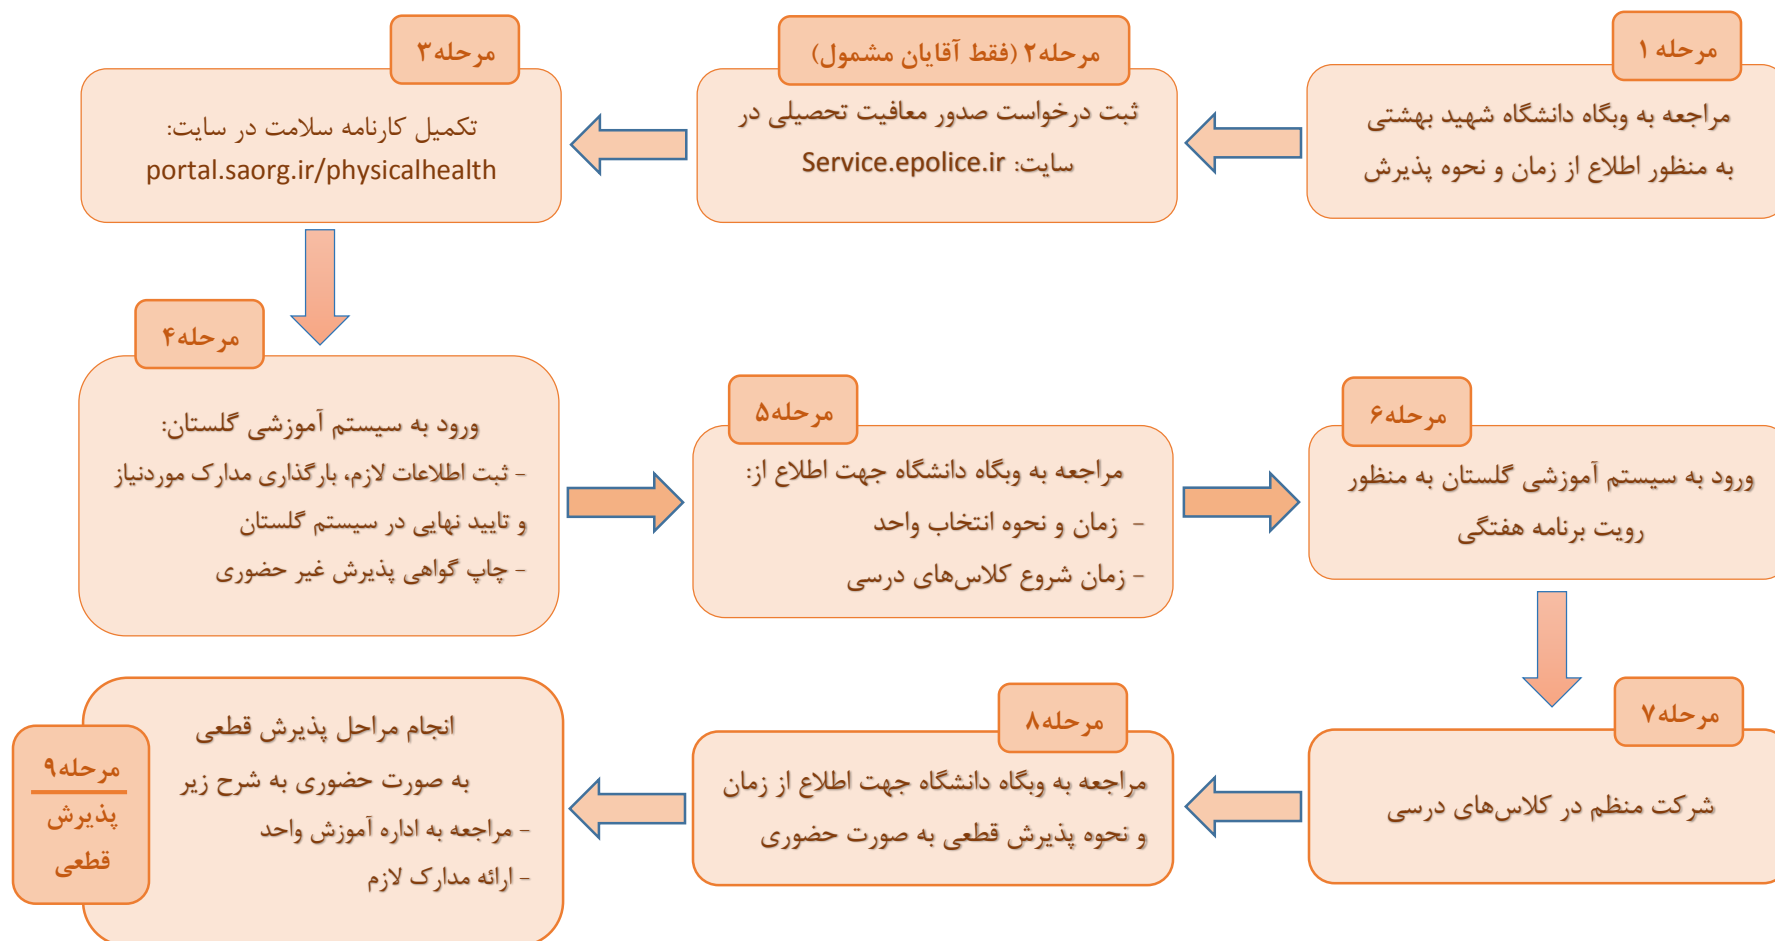 مرحله ۱
مراجعه به وبگاه دانشگاه شهید بهشتی
به منظور اطلاع از زمان و نحوه پذیرش
مرحله۲ (فقط آقایان مشمول)
ثبت درخواست صدور معافیت تحصیلی در
سایت: Service.epolice.ir
مرحله۳
تکمیل کارنامه سلامت در سایت:
portal.saorg.ir/physicalhealth
مرحله۴
ورود به سیستم آموزشی گلستان:
- ثبت اطلاعات لازم، بارگذاری مدارک موردنیاز
و تایید نهایی در سیستم گلستان
- چاپ گواهی پذیرش غیر حضوری
مرحله۵
مراجعه به وبگاه دانشگاه جهت اطلاع از:
- زمان و نحوه انتخاب واحد
- زمان شروع کلاس‌های درسی
مرحله۶
ورود به سیستم آموزشی گلستان به منظور
رویت برنامه هفتگی
مرحله۷
شرکت منظم در کلاس‌های درسی
مرحله۸
مراجعه به وبگاه دانشگاه جهت اطلاع از زمان
و نحوه پذیرش قطعی به صورت حضوری
مرحله۹
پذیرش
قطعی
انجام مراحل پذیرش قطعی
به صورت حضوری به شرح زیر
- مراجعه به اداره آموزش واحد
- ارائه مدارک لازم